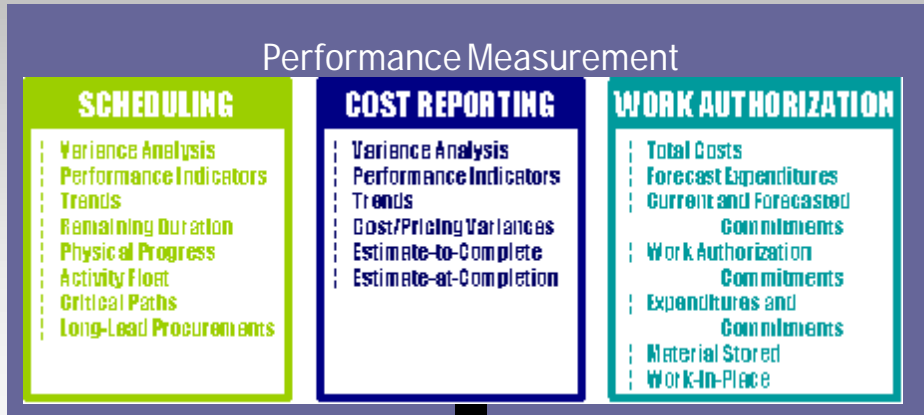 Performance Measurement
SCHEDULING
Variance Analysis
Performance Indicators
Trends
Remaining Duration
Physical Progress
Activity Float
Critical Paths
Long-Lead Procurements
COST REPORTING
Variance Analysis
Performance Indicators
Trends
Cost/Pricing Variances
Estimate-to-Complete
Estimate-at-Completion
WORK AUTHORIZATION
Total Costs
Forecast Expenditures
Current and Forecasted
Commitments
Work Authorization
Commitments
Expenditures and
Commitments
Material Stored
Work-In-Place